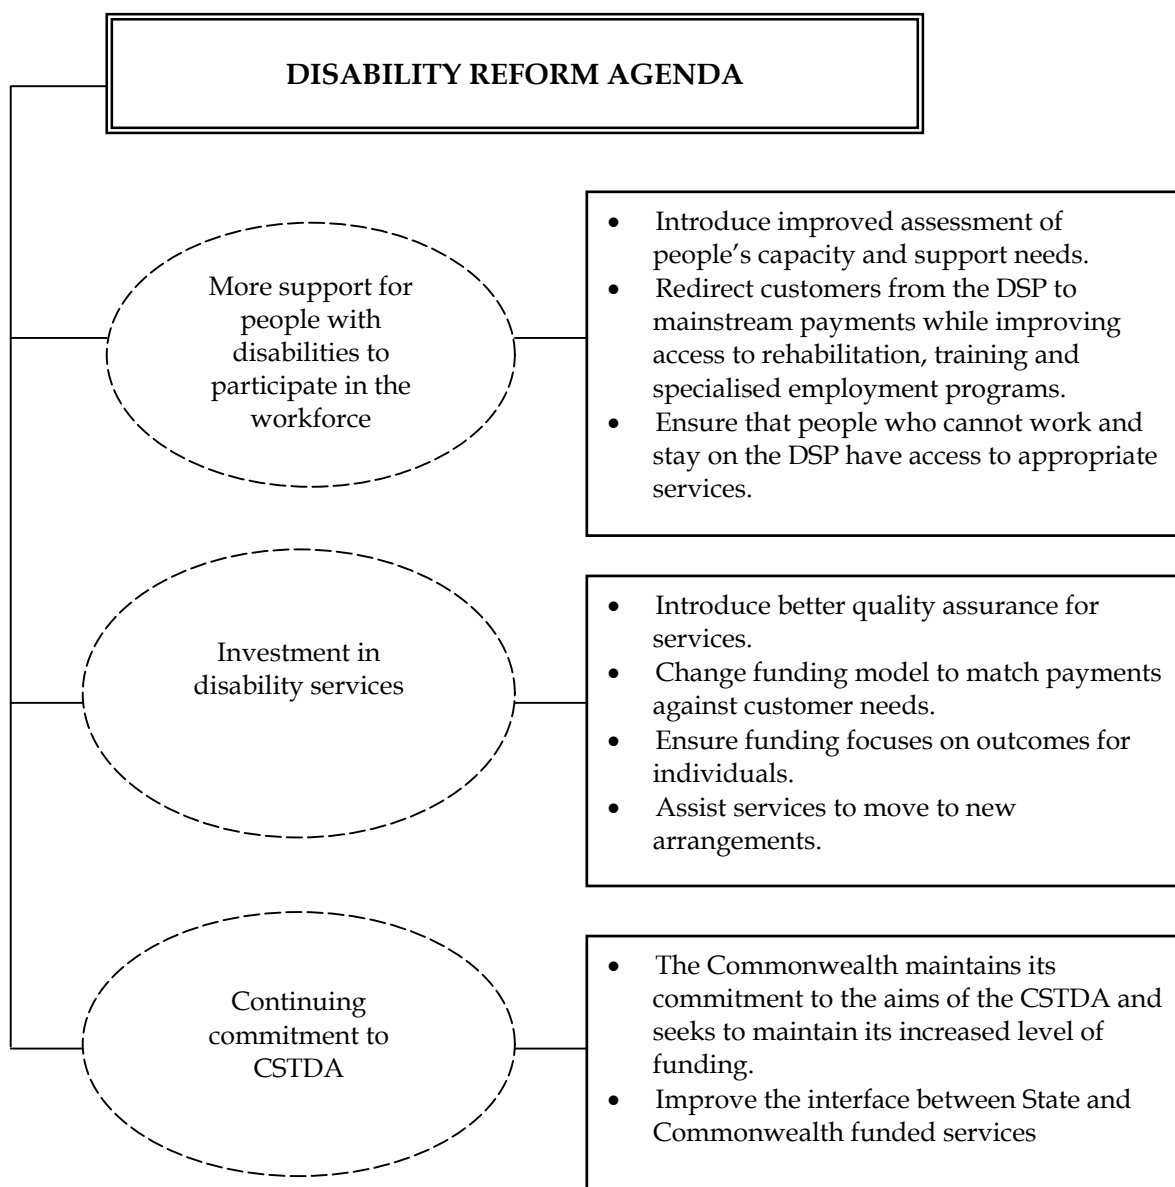 DISABILITY REFORM AGENDA
More support for
people with
disabilities to
participate in the
workforce
• Introduce improved assessment of
people’s capacity and support needs.
• Redirect customers from the DSP to
mainstream payments while improving
access to rehabilitation, training and
specialised employment programs.
• Ensure that people who cannot work and
stay on the DSP have access to appropriate
services.
Investment in
disability services
• Introduce better quality assurance for
services.
• Change funding model to match payments
against customer needs.
• Ensure funding focuses on outcomes for
individuals.
• Assist services to move to new
arrangements.
Continuing
commitment to
CSTDA
• The Commonwealth maintains its
commitment to the aims of the CSTDA and
seeks to maintain its increased level of
funding.
• Improve the interface between State and
Commonwealth funded services